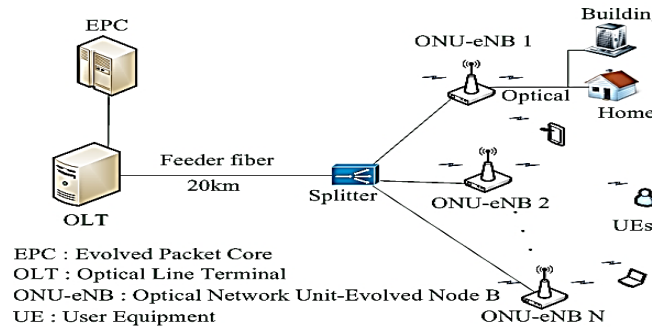 EPC
Buildin
ONU-eNB 1
Optical
Home
Feeder fiber
20km
Splitter
OLT
ONU-eNB 2
UEs
EPC : Evolved Packet Core
OLT : Optical Line Terminal
ONU-eNB : Optical Network Unit-Evolved Node B
UE : User Equipment
ONU-eNB N